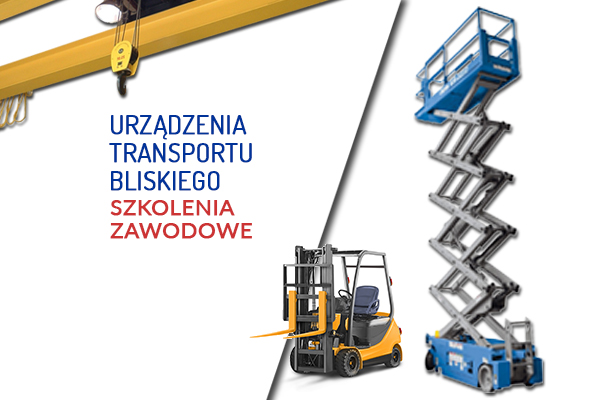 URZĄDZENIA
TRANSPORTU
BLISKIEGO
SZKOLENIA
ZAWODOWE